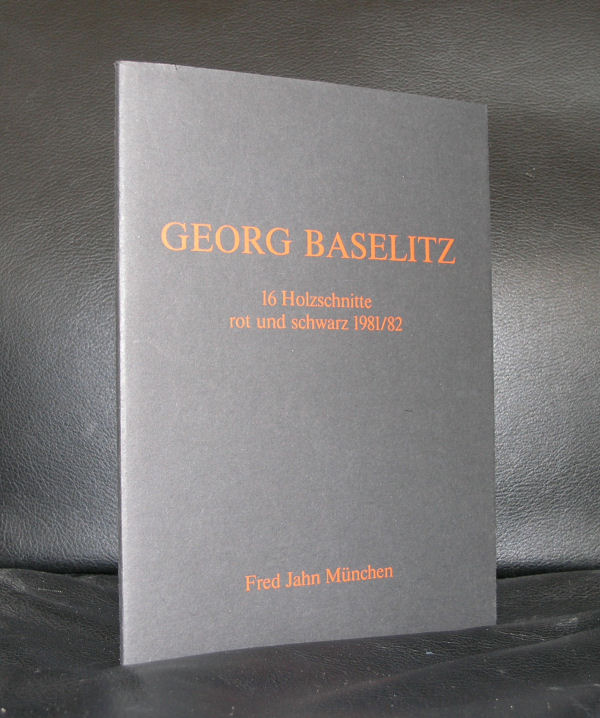 GEORG BASELITZ
16 Holzschnitte
rot und schwarz 1981/82
Fred Jahn München